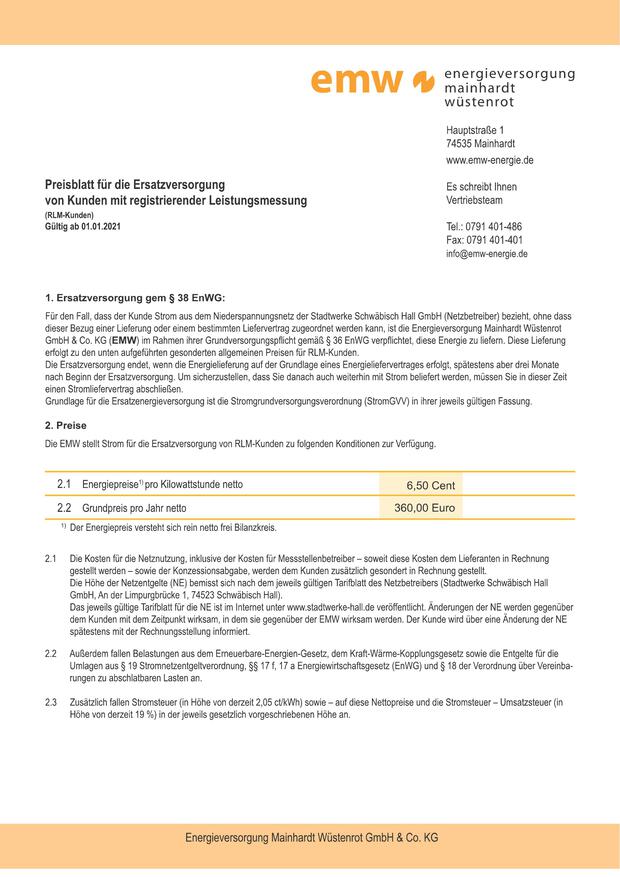 emw
energieversorgung
mainhardt
wüstenrot
Hauptstraße 1
74535 Mainhardt
www.emw-energie.de
Preisblatt für die Ersatzversorgung
von Kunden mit registrierender Leistungsmessung
(RLM-Kunden)
Gültig ab 01.01.2021
Es schreibt Ihnen
Vertriebsteam
Tel.: 0791 401-486
Fax: 0791 401-401
info@emw-energie.de
1. Ersatzversorgung gem § 38 EnWG:
Für den Fall, dass der Kunde Strom aus dem Niederspannungsnetz der Stadtwerke Schwäbisch Hall GmbH (Netzbetreiber) bezieht, ohne dass
dieser Bezug einer Lieferung oder einem bestimmten Liefervertrag zugeordnet werden kann, ist die Energieversorgung Mainhardt Wüstenrot
GmbH & Co. KG (EMW) im Rahmen ihrer Grundversorgungspflicht gemäß § 36 EnWG verpflichtet, diese Energie zu liefern. Diese Lieferung
erfolgt zu den unten aufgeführten gesonderten allgemeinen Preisen für RLM-Kunden.
Die Ersatzversorgung endet, wenn die Energielieferung auf der Grundlage eines Energieliefervertrages erfolgt, spätestens aber drei Monate
nach Beginn der Ersatzversorgung. Um sicherzustellen, dass Sie danach auch weiterhin mit Strom beliefert werden, müssen Sie in dieser Zeit
einen Stromliefervertrag abschließen.
Grundlage für die Ersatzenergieversorgung ist die Stromgrundversorgungsverordnung (StromGVV) in ihrer jeweils gültigen Fassung.
2. Preise
Die EMW stellt Strom für die Ersatzversorgung von RLM-Kunden zu folgenden Konditionen zur Verfügung.
2.1 Energiepreise1) pro Kilowattstunde netto 6,50 Cent
2.2 Grundpreis pro Jahr netto 360,00 Euro
1) Der Energiepreis versteht sich rein netto frei Bilanzkreis.
2.1 Die Kosten für die Netznutzung, inklusive der Kosten für Messstellenbetreiber – soweit diese Kosten dem Lieferanten in Rechnung
gestellt werden – sowie der Konzessionsabgabe, werden dem Kunden zusätzlich gesondert in Rechnung gestellt.
Die Höhe der Netzentgelte (NE) bemisst sich nach dem jeweils gültigen Tarifblatt des Netzbetreibers (Stadtwerke Schwäbisch Hall
GmbH, An der Limpurgbrücke 1, 74523 Schwäbisch Hall).
Das jeweils gültige Tarifblatt für die NE ist im Internet unter www.stadtwerke-hall.de veröffentlicht. Änderungen der NE werden gegenüber
dem Kunden mit dem Zeitpunkt wirksam, in dem sie gegenüber der EMW wirksam werden. Der Kunde wird über eine Änderung der NE
spätestens mit der Rechnungsstellung informiert.
2.2 Außerdem fallen Belastungen aus dem Erneuerbare-Energien-Gesetz, dem Kraft-Wärme-Kopplungsgesetz sowie die Entgelte für die
Umlagen aus § 19 Stromnetzentgeltverordnung, §§ 17 f, 17 a Energiewirtschaftsgesetz (EnWG) und § 18 der Verordnung über Vereinba-
rungen zu abschlatbaren Lasten an.
2.3 Zusätzlich fallen Stromsteuer (in Höhe von derzeit 2,05 ct/kWh) sowie – auf diese Nettopreise und die Stromsteuer – Umsatzsteuer (in
Höhe von derzeit 19 %) in der jeweils gesetzlich vorgeschriebenen Höhe an.
Energieversorgung Mainhardt Wüstenrot GmbH & Co. KG